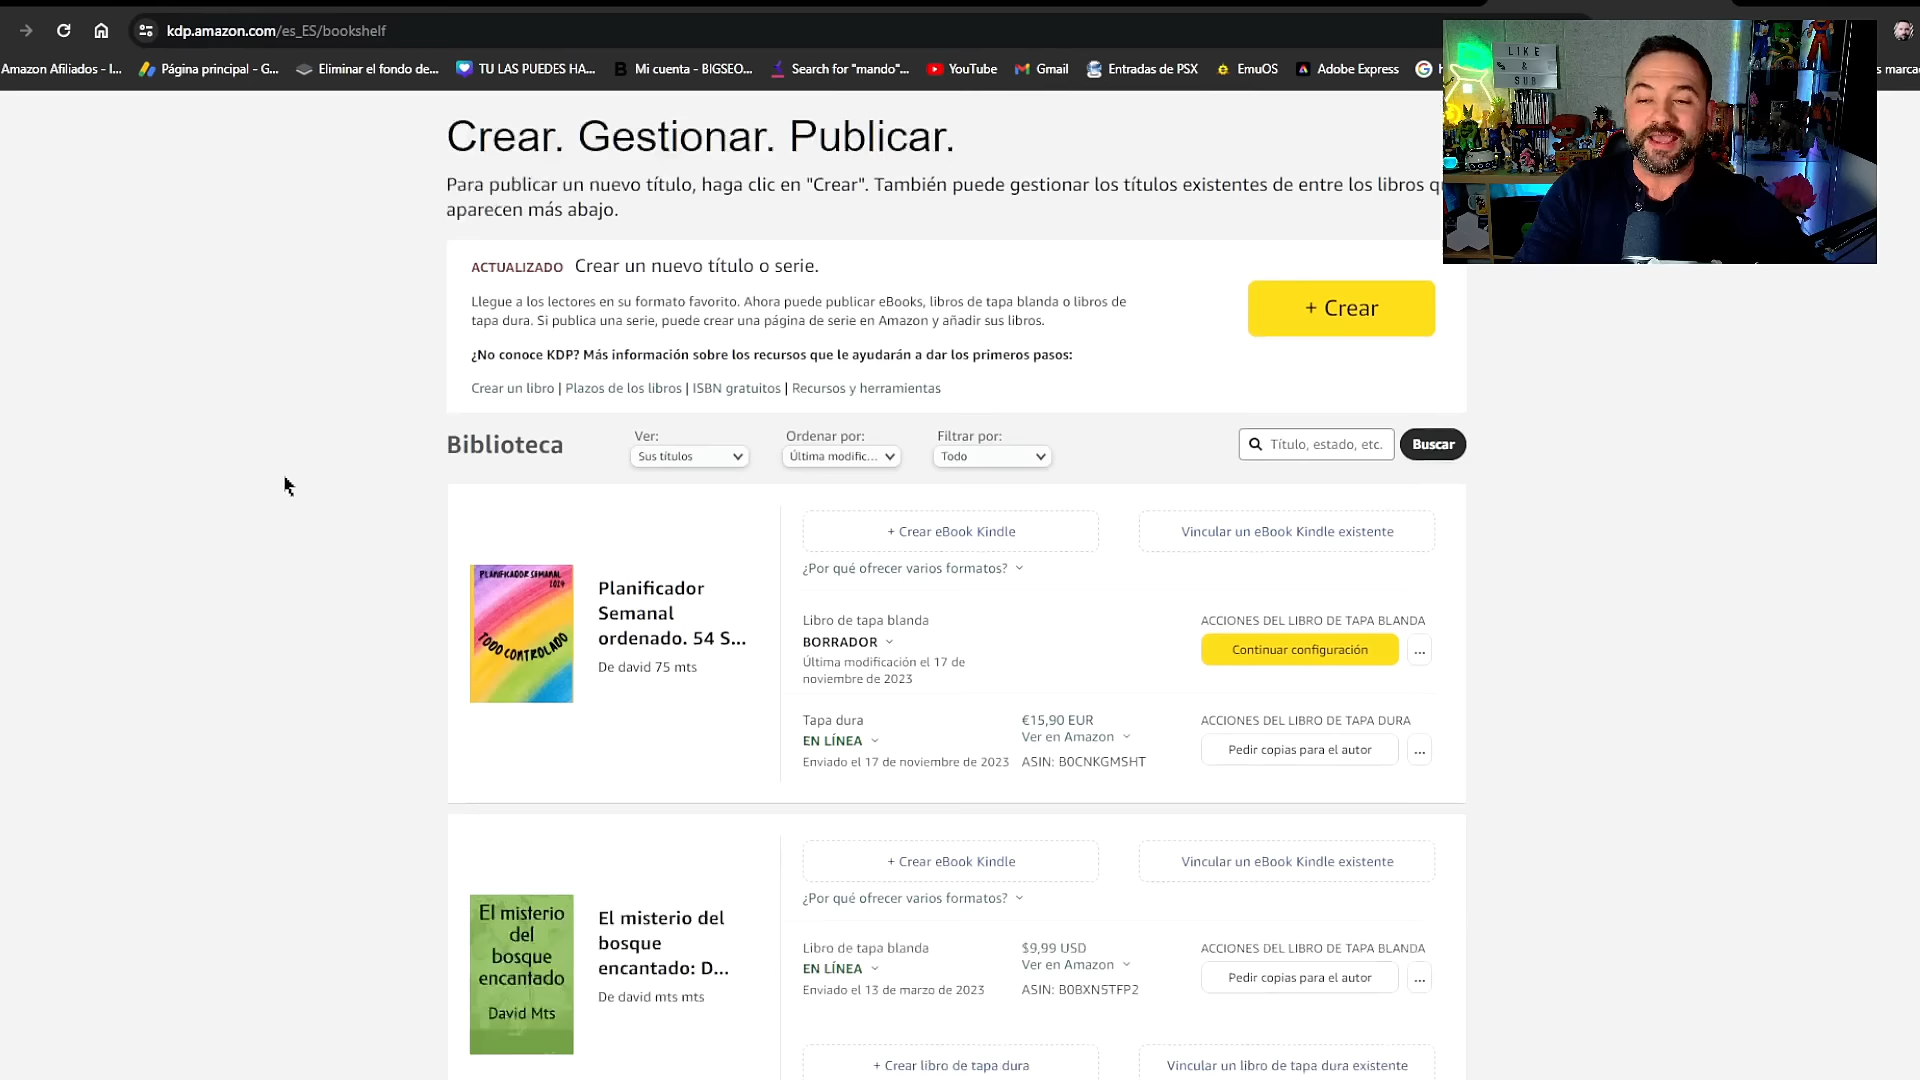 kdp.amazon.com/es_ES/bookshelf
Amazon Afiliados - I...
Página principal - G...
Eliminar el fondo de...
TU LAS PUEDES HA...
Mi cuenta - BIGSEO...
Search for "mando"...
YouTube
Gmail
Entradas de PSX
EmuOS
Adobe Express
LIKE
&
SUB
Crear. Gestionar. Publicar.
Para publicar un nuevo título, haga clic en "Crear". También puede gestionar los títulos existentes de entre los libros
aparecen más abajo.
ACTUALIZADO Crear un nuevo título o serie.
Llegue a los lectores en su formato favorito. Ahora puede publicar eBooks, libros de tapa blanda o libros de
tapa dura. Si publica una serie, puede crear una página de serie en Amazon y añadir sus libros.
+ Crear
¿No conoce KDP? Más información sobre los recursos que le ayudarán a dar los primeros pasos:
Crear un libro | Plazos de los libros | ISBN gratuitos | Recursos y herramientas
Biblioteca
Ver:
Sus títulos
Ordenar por:
Última modific...
Filtrar por:
Todo
Título, estado, etc.
Buscar
+ Crear eBook Kindle
Vincular un eBook Kindle existente
¿Por qué ofrecer varios formatos?
PLANIFICADOR SEMANAL
2024
TODO CONTROLADO
Planificador
Semanal
ordenado. 54 S...
De david 75 mts
Libro de tapa blanda
BORRADOR
Última modificación el 17 de
noviembre de 2023
ACCIONES DEL LIBRO DE TAPA BLANDA
Continuar configuración
...
Tapa dura
EN LÍNEA
Enviado el 17 de noviembre de 2023
€15,90 EUR
Ver en Amazon
ASIN: B0CNKGMSHT
ACCIONES DEL LIBRO DE TAPA DURA
Pedir copias para el autor
...
+ Crear eBook Kindle
Vincular un eBook Kindle existente
¿Por qué ofrecer varios formatos?
El misterio
del
bosque
encantado
David Mts
El misterio del
bosque
encantado: D...
De david mts mts
Libro de tapa blanda
EN LÍNEA
Enviado el 13 de marzo de 2023
$9,99 USD
Ver en Amazon
ASIN: B0BXN5TFP2
ACCIONES DEL LIBRO DE TAPA BLANDA
Pedir copias para el autor
...
+ Crear libro de tapa dura
Vincular un libro de tapa dura existente